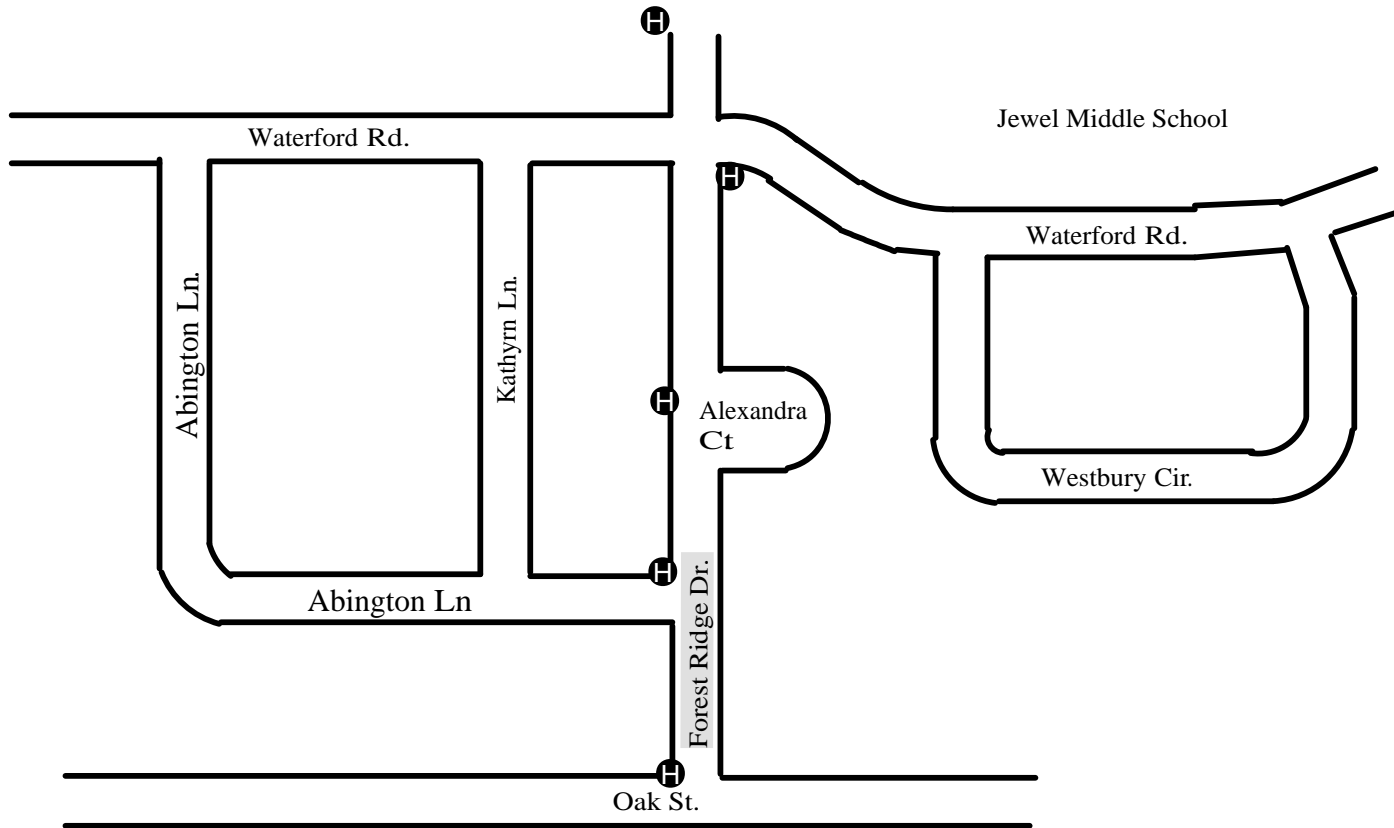 H
Jewel Middle School
Waterford Rd.
H
Waterford Rd.
Abington Ln.
Kathyrn Ln.
H
Alexandra
Ct
Westbury Cir.
H
Abington Ln
Forest Ridge Dr.
H
Oak St.